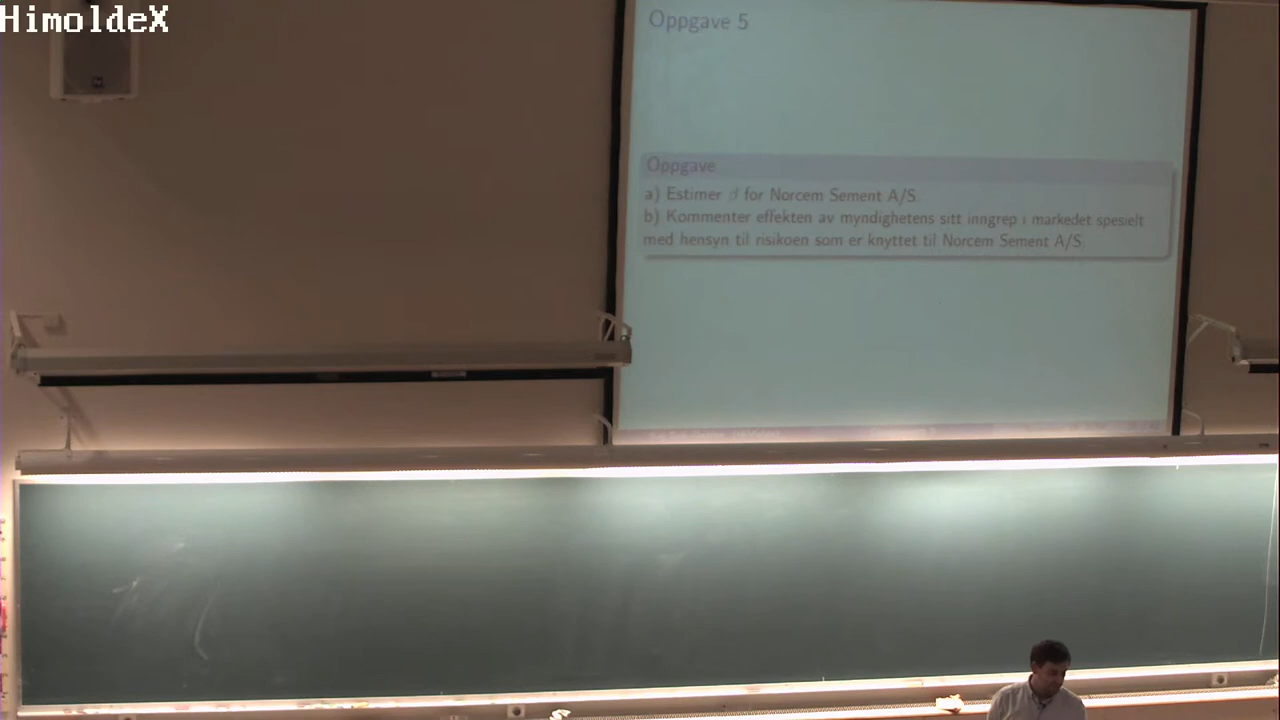 HimoldeX
Oppgave 5
Oppgave
a) Estimer β for Norcem Sement A/S.
b) Kommenter effekten av myndighetens sitt inngrep i markedet spesielt
med hensyn til risikoen som er knyttet til Norcem Sement A/S.